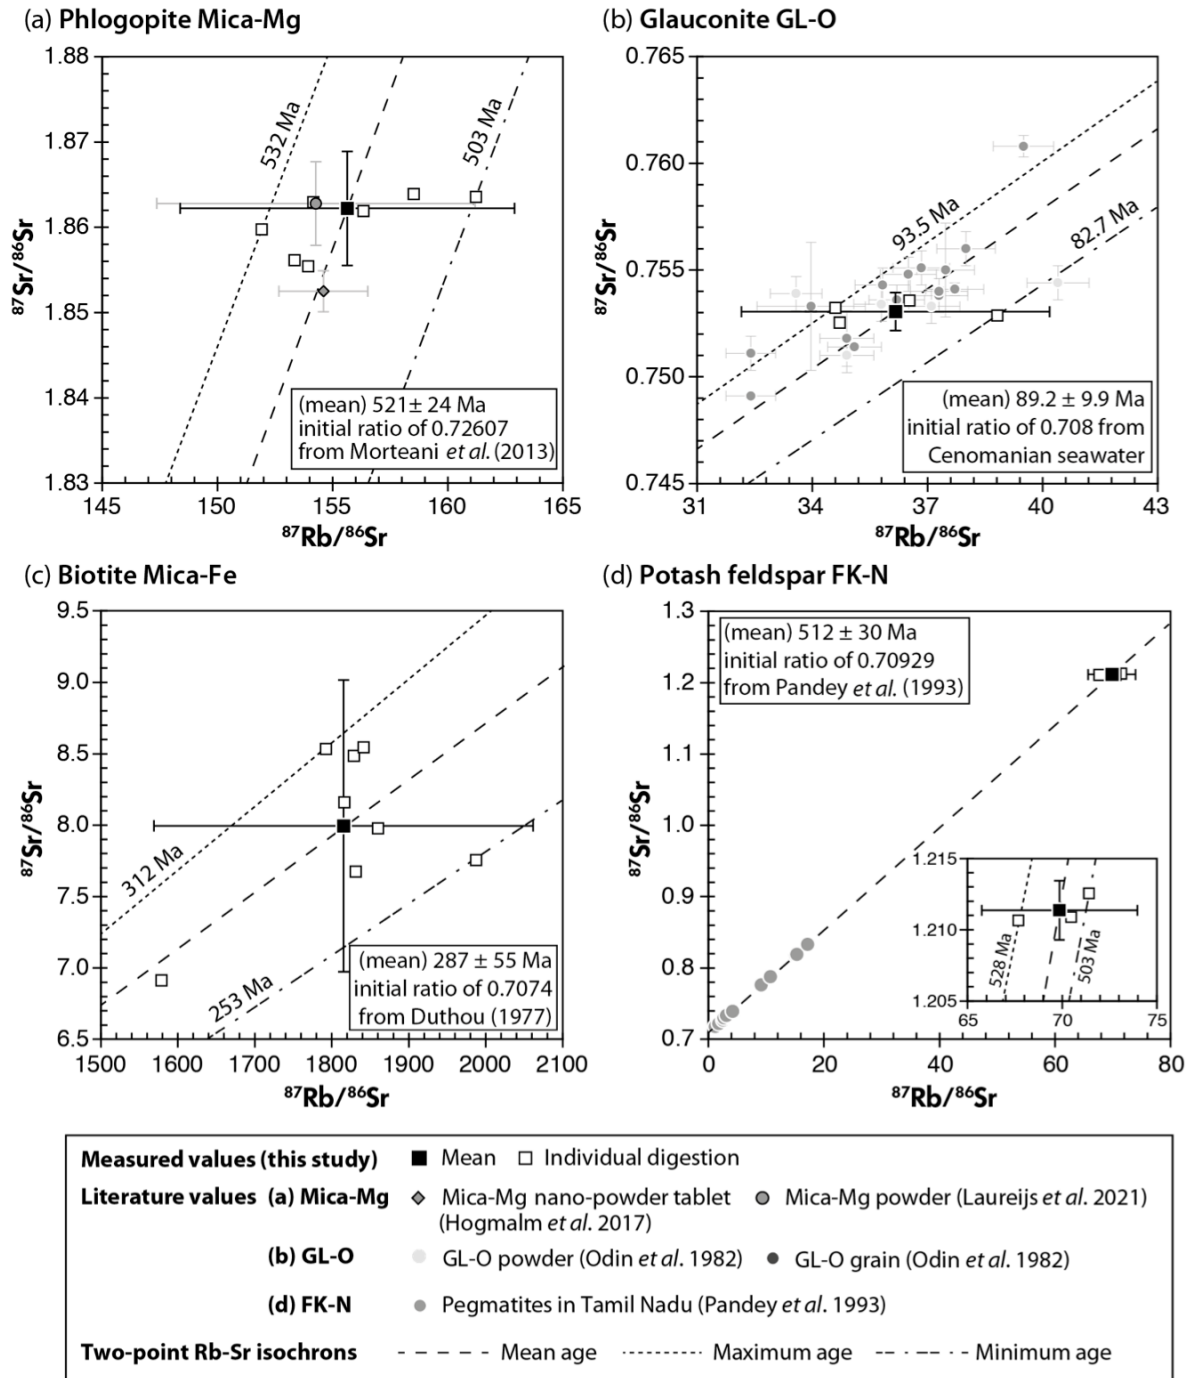 (a) Phlogopite Mica-Mg
1.88
1.87
1.86
1.85
1.84
1.83
87Sr/86Sr
532 Ma
503 Ma
(mean) 521± 24 Ma
initial ratio of 0.72607
from Morteani et al. (2013)
145
150
155
160
165
87Rb/86Sr
(b) Glauconite GL-O
0.765
0.760
0.755
0.750
0.745
87Sr/86Sr
93.5 Ma
82.7 Ma
(mean) 89.2 ± 9.9 Ma
initial ratio of 0.708 from
Cenomanian seawater
31
34
37
40
43
87Rb/86Sr
(c) Biotite Mica-Fe
9.5
9.0
8.5
8.0
7.5
7.0
6.5
87Sr/86Sr
312 Ma
253 Ma
(mean) 287 ± 55 Ma
initial ratio of 0.7074
from Duthou (1977)
1500
1600
1700
1800
1900
2000
2100
87Rb/86Sr
(d) Potash feldspar FK-N
1.3
1.2
1.1
1.0
0.9
0.8
0.7
87Sr/86Sr
(mean) 512 ± 30 Ma
initial ratio of 0.70929
from Pandey et al. (1993)
1.215
1.210
1.205
528 Ma
503 Ma
65
70
75
0
20
40
60
80
87Rb/86Sr
Measured values (this study) Mean Individual digestion
Literature values (a) Mica-Mg Mica-Mg nano-powder tablet Mica-Mg powder (Laureijs et al. 2021)
(Hogmalm et al. 2017)
(b) GL-O GL-O powder (Odin et al. 1982) GL-O grain (Odin et al. 1982)
(d) FK-N Pegmatites in Tamil Nadu (Pandey et al. 1993)
Two-point Rb-Sr isochrons Mean age Maximum age Minimum age